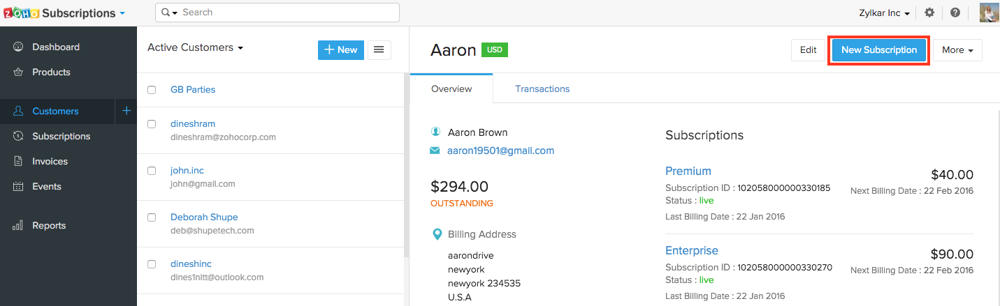 ZOHO Subscriptions
Search
Zylkar Inc
Dashboard
Products
Customers
Subscriptions
Invoices
Events
Reports
Active Customers
+ New
GB Parties
dineshram
dineshram@zohocorp.com
john.inc
john@gmail.com
Deborah Shupe
deb@shupetech.com
dineshinc
dines1nitt@outlook.com
Aaron USD
Edit
New Subscription
More
Overview
Transactions
Aaron Brown
aaron19501@gmail.com
$294.00
OUTSTANDING
Billing Address
aarondrive
newyork
newyork 234535
U.S.A
Subscriptions
Premium $40.00
Subscription ID : 102058000000330185 Next Billing Date : 22 Feb 2016
Status : live
Last Billing Date : 22 Jan 2016
Enterprise $90.00
Subscription ID : 102058000000330270 Next Billing Date : 22 Feb 2016
Status : live
Last Billing Date : 22 Jan 2016